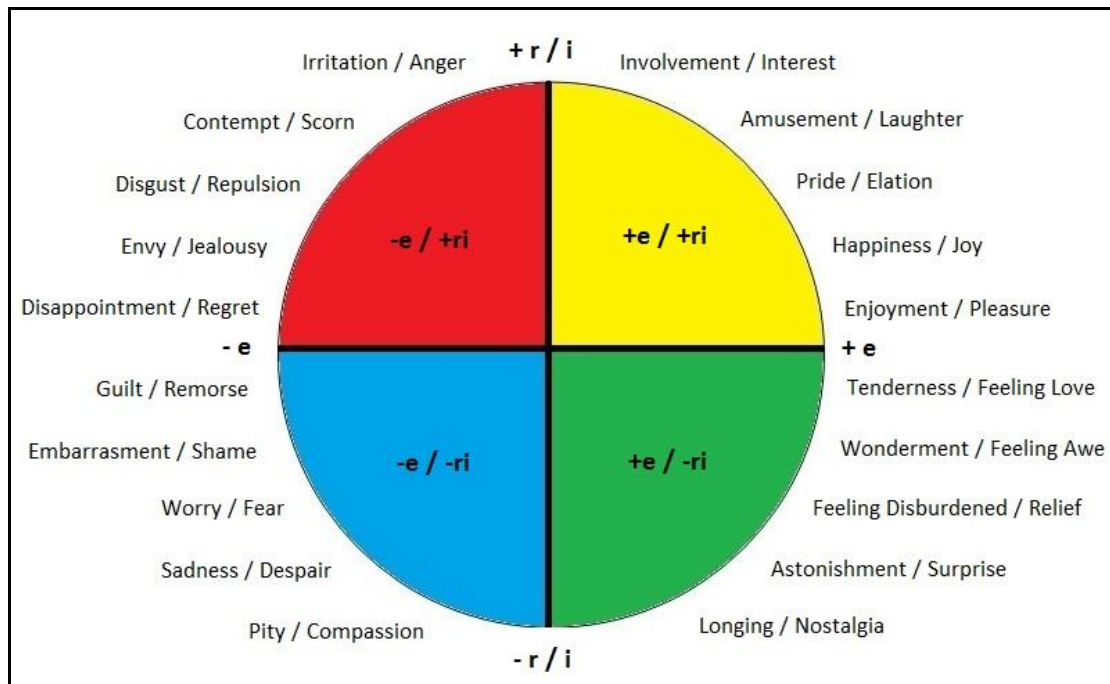 + r / i
Irritation / Anger
Involvement / Interest
Contempt / Scorn
Amusement / Laughter
Disgust / Repulsion
Pride / Elation
Envy / Jealousy
-e / +ri
+e / +ri
Happiness / Joy
Disappointment / Regret
Enjoyment / Pleasure
- e
+ e
Guilt / Remorse
Tenderness / Feeling Love
Embarrasment / Shame
-e / -ri
+e / -ri
Wonderment / Feeling Awe
Worry / Fear
Feeling Disburdened / Relief
Sadness / Despair
Astonishment / Surprise
Pity / Compassion
Longing / Nostalgia
- r / i